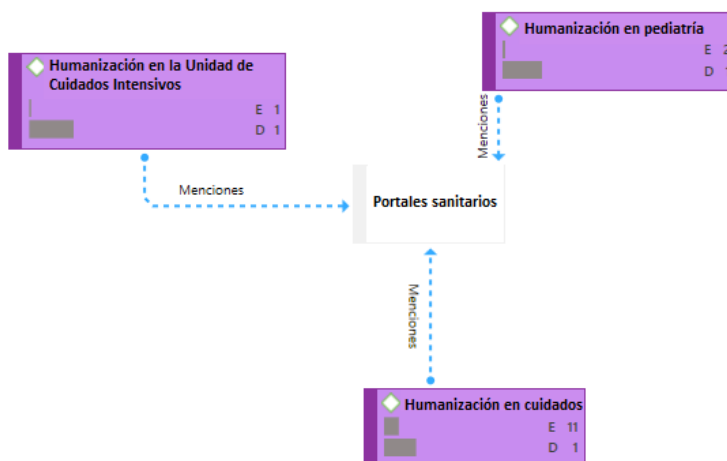 Humanización en pediatría
E 2
D
Humanización en la Unidad de
Cuidados Intensivos
E 1
D 1
Menciones
Menciones
Portales sanitarios
Menciones
Humanización en cuidados
E 11
D 1